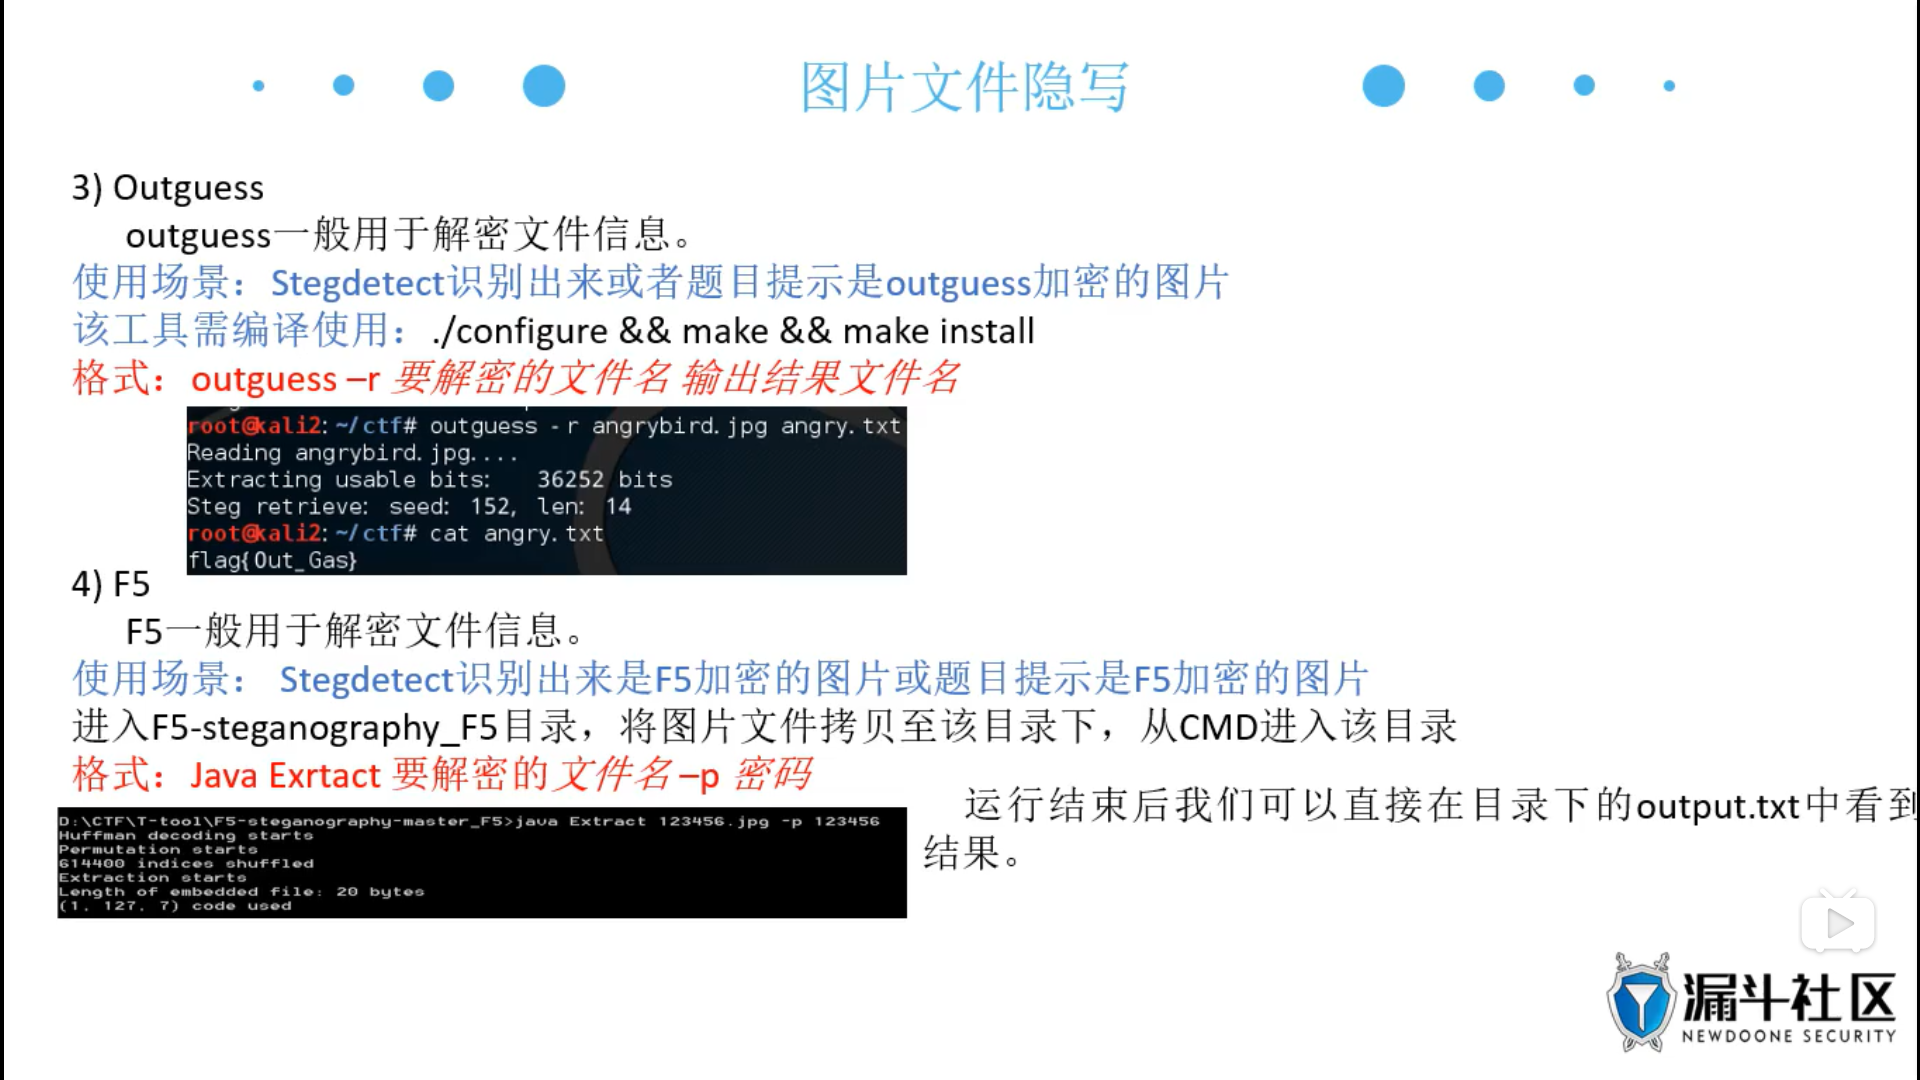 图片文件隐写
3) Outguess
outguess一般用于解密文件信息。
使用场景：Stegdetect识别出来或者题目提示是outguess加密的图片
该工具需编译使用：./configure && make && make install
格式：outguess –r 要解密的文件名 输出结果文件名
root@kali2:~/ctf# outguess -r angrybird.jpg angry.txt
Reading angrybird.jpg....
Extracting usable bits:   36252 bits
Steg retrieve: seed: 152, len: 14
root@kali2:~/ctf# cat angry.txt
flag{Out_Gas}
4) F5
F5一般用于解密文件信息。
使用场景： Stegdetect识别出来是F5加密的图片或题目提示是F5加密的图片
进入F5-steganography_F5目录，将图片文件拷贝至该目录下，从CMD进入该目录
格式：Java Exrtact 要解密的文件名 –p 密码
D:\CTF\T-tool\F5-steganography-master_F5>java Extract 123456.jpg -p 123456
Huffman decoding starts
Permutation starts
614400 indices shuffled
Extraction starts
Length of embedded file: 20 bytes
(1, 127, 7) code used
运行结束后我们可以直接在目录下的output.txt中看到
结果。
漏斗社区
NEWDOONE SECURITY